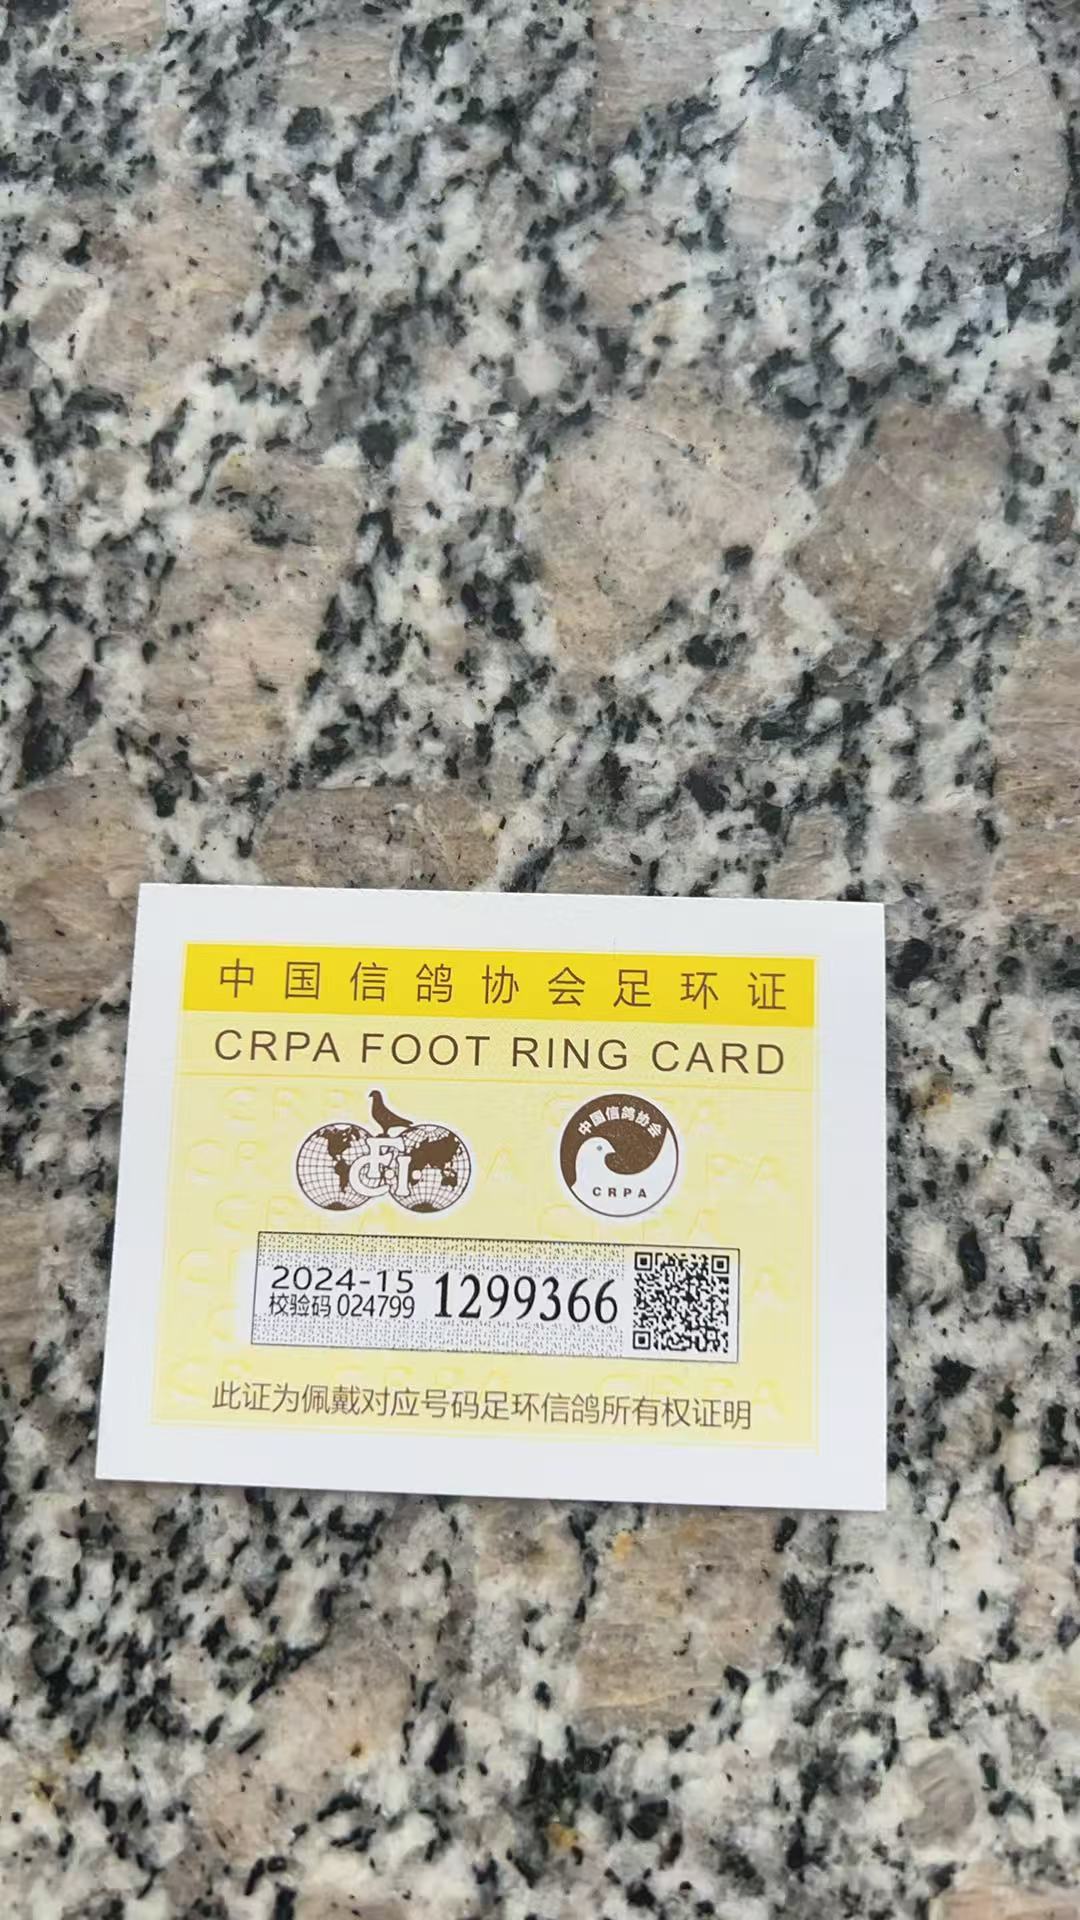 中国信鸽协会足环证
CRPA FOOT RING CARD
CFI
中国信鸽协会
CRPA
2024-15
校验码 024799
1299366
此证为佩戴对应号码足环信鸽所有权证明